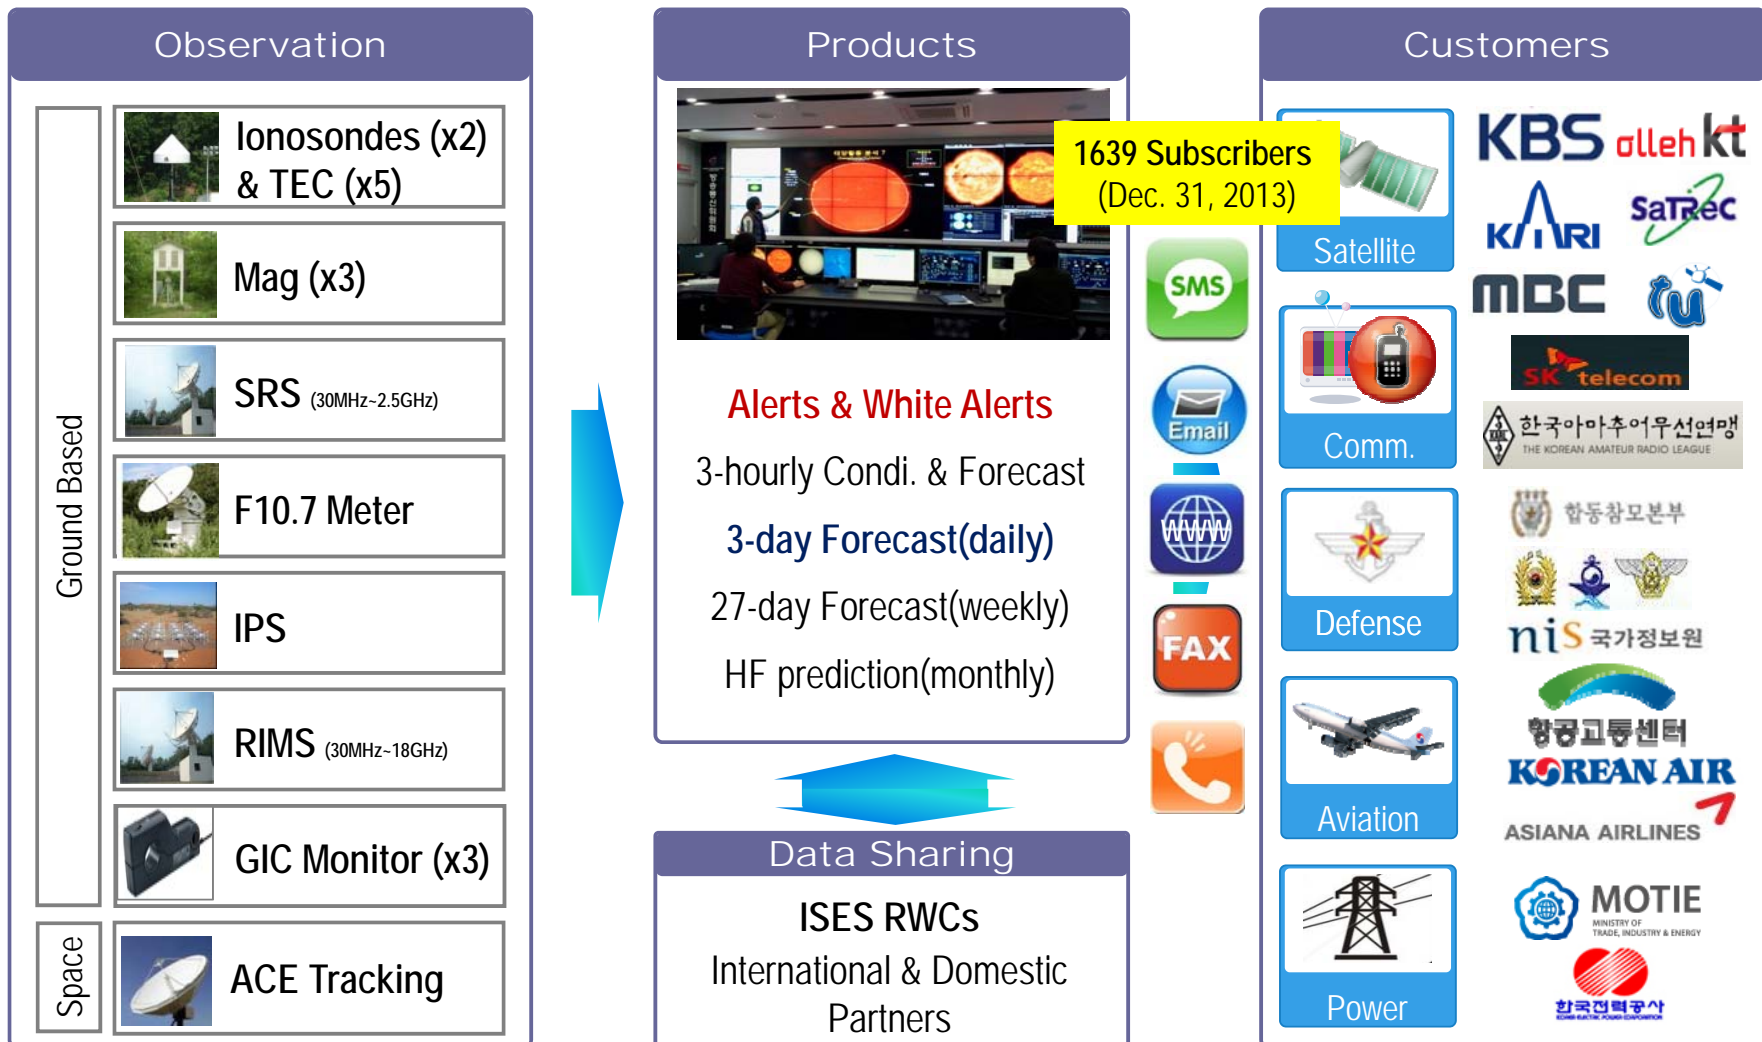 Observation
Ground Based
Ionosondes (x2)
& TEC (x5)
Mag (x3)
SRS (30MHz~2.5GHz)
F10.7 Meter
IPS
RIMS (30MHz~18GHz)
GIC Monitor (x3)
Space
ACE Tracking
Products
1639 Subscribers
(Dec. 31, 2013)
Alerts & White Alerts
3-hourly Condi. & Forecast
3-day Forecast(daily)
27-day Forecast(weekly)
HF prediction(monthly)
SMS
Email
WWW
FAX
Data Sharing
ISES RWCs
International & Domestic
Partners
Customers
Satellite
KBS olleh kt
KARI SaTReC
MBC tu
Comm.
SK telecom
한국아마추어무선연맹
THE KOREAN AMATEUR RADIO LEAGUE
Defense
합동참모본부
nis 국가정보원
Aviation
항공교통센터
KOREAN AIR
ASIANA AIRLINES
Power
MOTIE
MINISTRY OF
TRADE, INDUSTRY & ENERGY
한국전력공사
KOREA ELECTRIC POWER CORPORATION